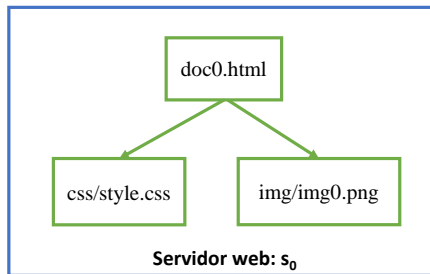 doc0.html
css/style.css
img/img0.png
Servidor web: s₀